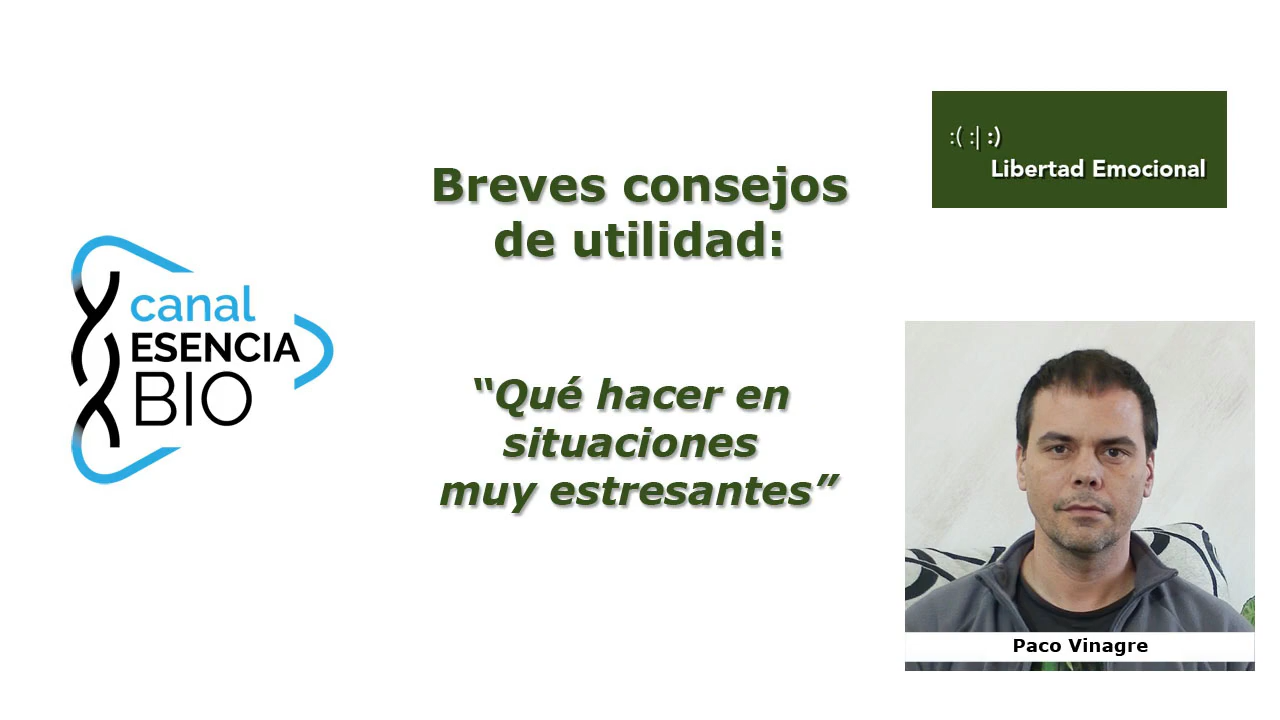 canal
ESENCIA
BIO
Breves consejos
de utilidad:
“Qué hacer en
situaciones
muy estresantes”
:( :| :)
Libertad Emocional
Paco Vinagre